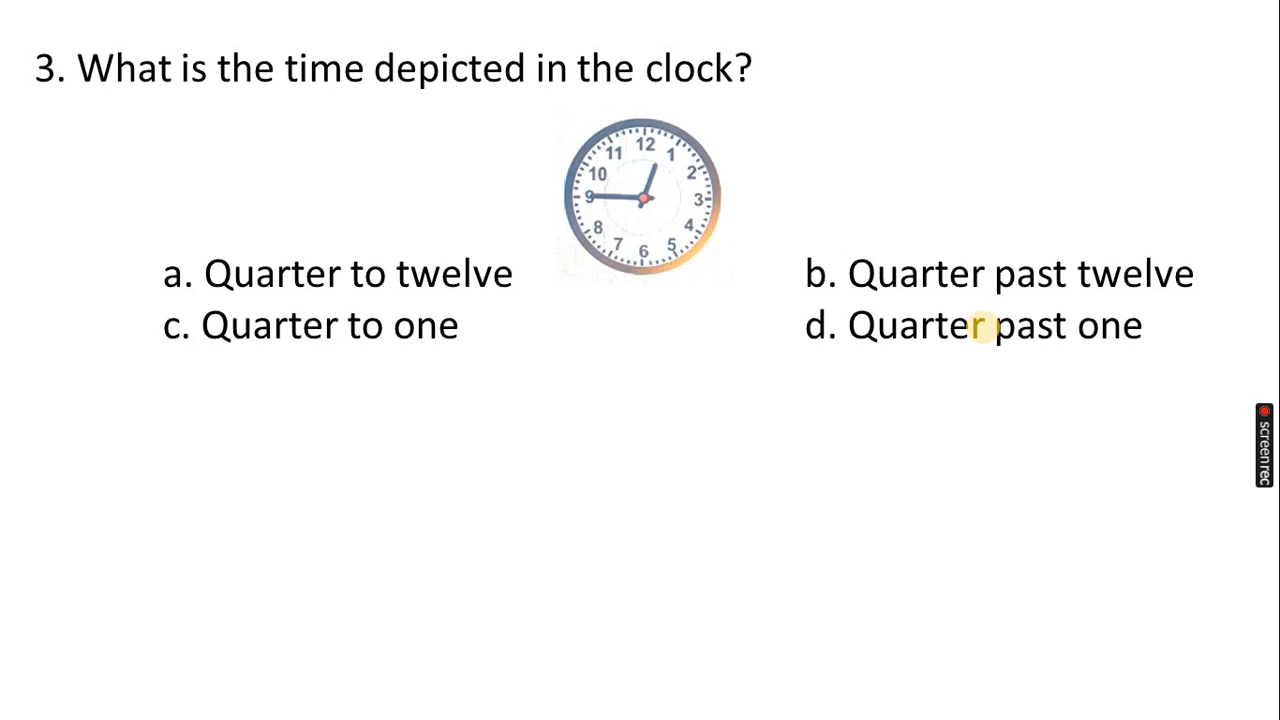 3. What is the time depicted in the clock?
12
11 1
10 2
9 3
8 4
7 5
6
a. Quarter to twelve b. Quarter past twelve
c. Quarter to one d. Quarter past one
screenrec